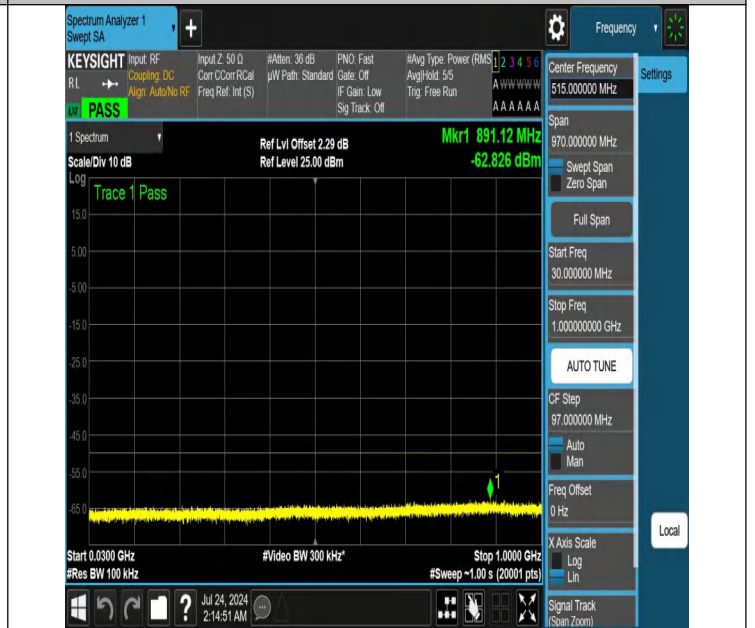 Spectrum Analyzer 1
Swept SA
+
Frequency
KEYSIGHT
RL
PASS
Input: RF
Coupling: DC
Align: Auto/No RF
Input Z: 50 Ω
Corr CCorr RCal
Freq Ref: Int (S)
#Atten: 36 dB
µW Path: Standard
PNO: Fast
Gate: Off
IF Gain: Low
Sig Track: Off
#Avg Type: Power (RMS
Avg|Hold: 5/5
Trig: Free Run
1 2 3 4 5 6
A W W W W W
A A A A A A
1 Spectrum
Scale/Div 10 dB
Log
Ref Lvl Offset 2.29 dB
Ref Level 25.00 dBm
Mkr1 891.12 MHz
-62.826 dBm
Trace 1 Pass
15.0
5.00
-5.00
-15.0
-25.0
-35.0
-45.0
-55.0
-65.0
1
Start 0.0300 GHz
#Res BW 100 kHz
#Video BW 300 kHz*
Stop 1.0000 GHz
#Sweep ~1.00 s (20001 pts)
Center Frequency
515.000000 MHz
Span
970.000000 MHz
Swept Span
Zero Span
Full Span
Start Freq
30.000000 MHz
Stop Freq
1.000000000 GHz
AUTO TUNE
CF Step
97.000000 MHz
Auto
Man
Freq Offset
0 Hz
X Axis Scale
Log
Lin
Signal Track
(Span Zoom)
Settings
Local
?
Jul 24, 2024
2:14:51 AM